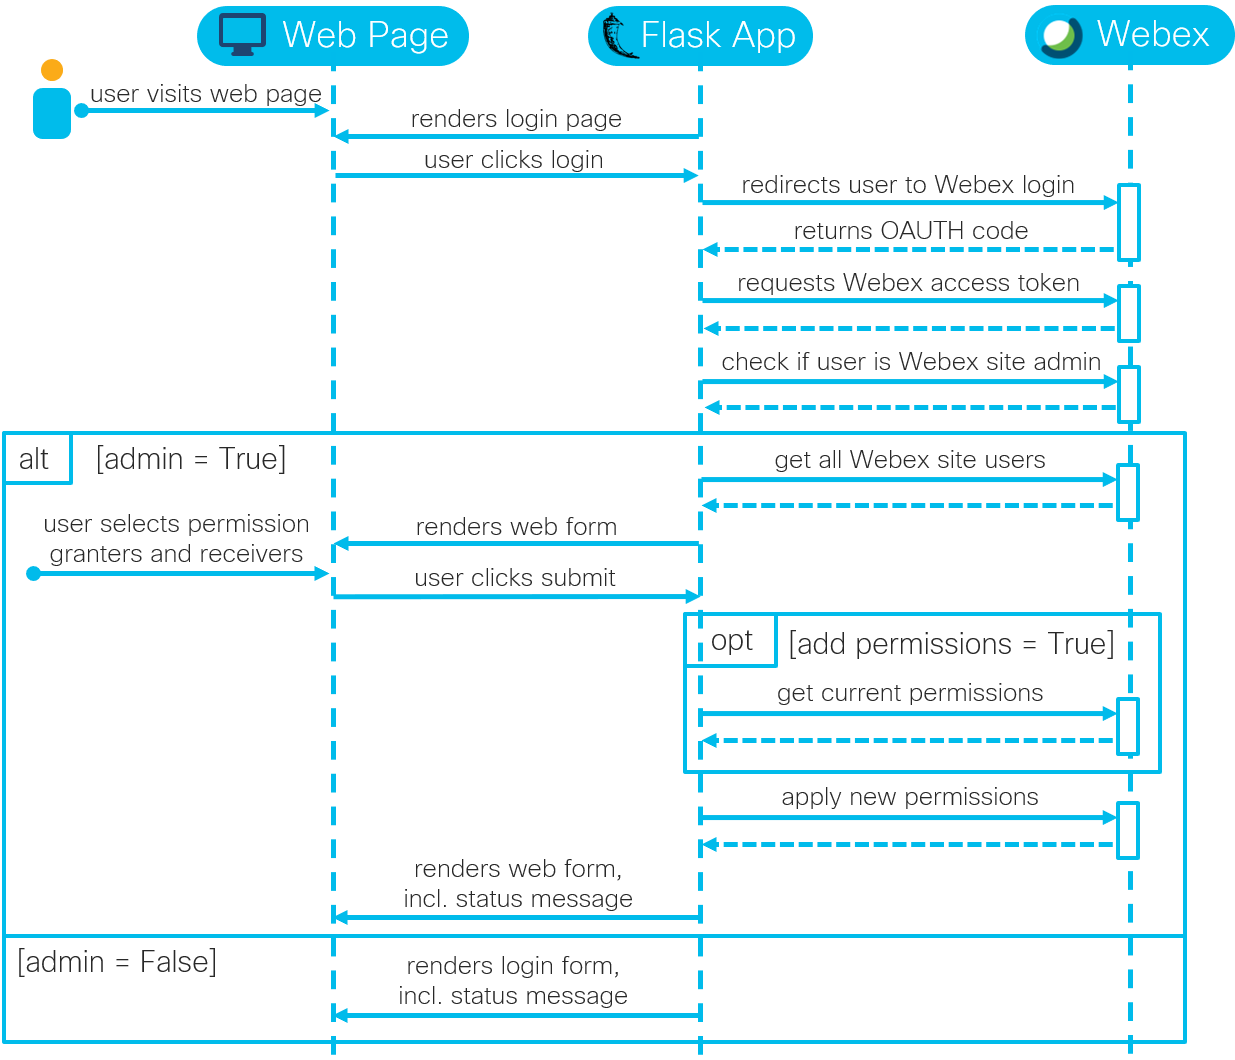 Web Page
Flask App
Webex
user visits web page
renders login page
user clicks login
redirects user to Webex login
returns OAUTH code
requests Webex access token
check if user is Webex site admin
alt
[admin = True]
get all Webex site users
user selects permission
granters and receivers
renders web form
user clicks submit
opt
[add permissions = True]
get current permissions
apply new permissions
renders web form,
incl. status message
[admin = False]
renders login form,
incl. status message